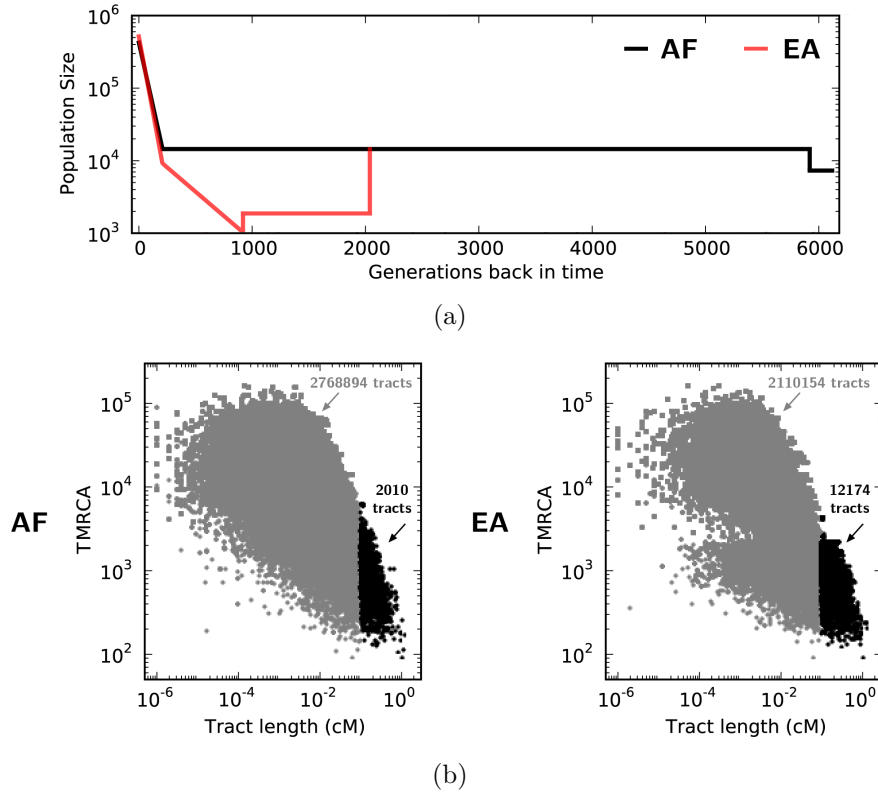 10^6
10^5
10^4
10^3
Population Size
AF EA
0 1000 2000 3000 4000 5000 6000
Generations back in time
(a)
AF
TMRCA
10^5
10^4
10^3
10^2
2768894 tracts
2010
tracts
10^-6 10^-4 10^-2 10^0
Tract length (cM)
EA
TMRCA
10^5
10^4
10^3
10^2
2110154 tracts
12174
tracts
10^-6 10^-4 10^-2 10^0
Tract length (cM)
(b)